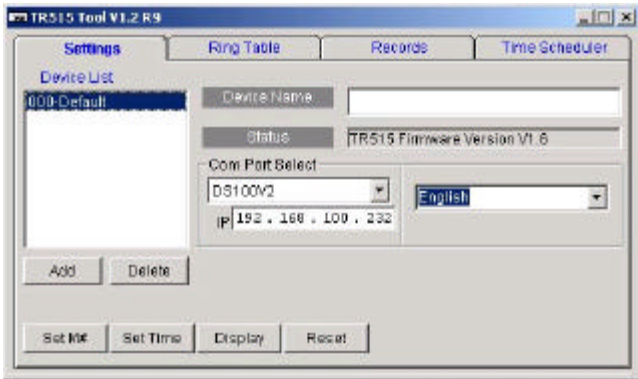 TR515 Tool V1.2 R9
Settings
Ring Table
Records
Time Scheduler
Device List
000-Default
Device Name
Status
TR515 Firmware Version V1.6
Com Port Select
DS100V2
English
IP 192 . 168 . 100 . 232
Add
Delete
Set M#
Set Time
Display
Reset